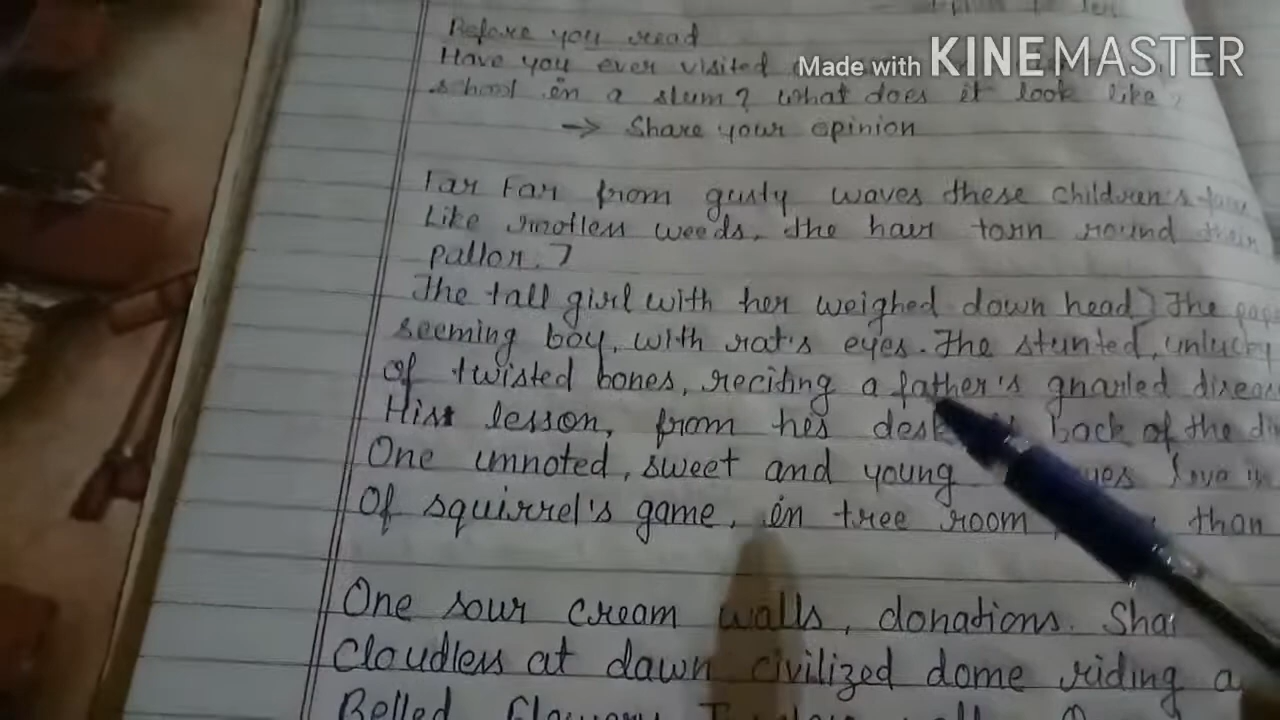 Before you read
Have you ever visited
Made with KINEMASTER
school in a slum? What does it look like?
→ Share your opinion
Far Far from gusty waves these children's
Like rootless weeds, the hair torn round their
pallor. 7
The tall girl with her weighed down head) The
seeming boy, with rat's eyes. The stunted, unlucky
of twisted bones, reciting a father's gnarled
His lesson, from his desk back of the
One unnoted, sweet and young
Of squirrel's game, in tree room, than
One sour cream walls, donations.
Cloudless at dawn civilized dome riding
Belled Flowery